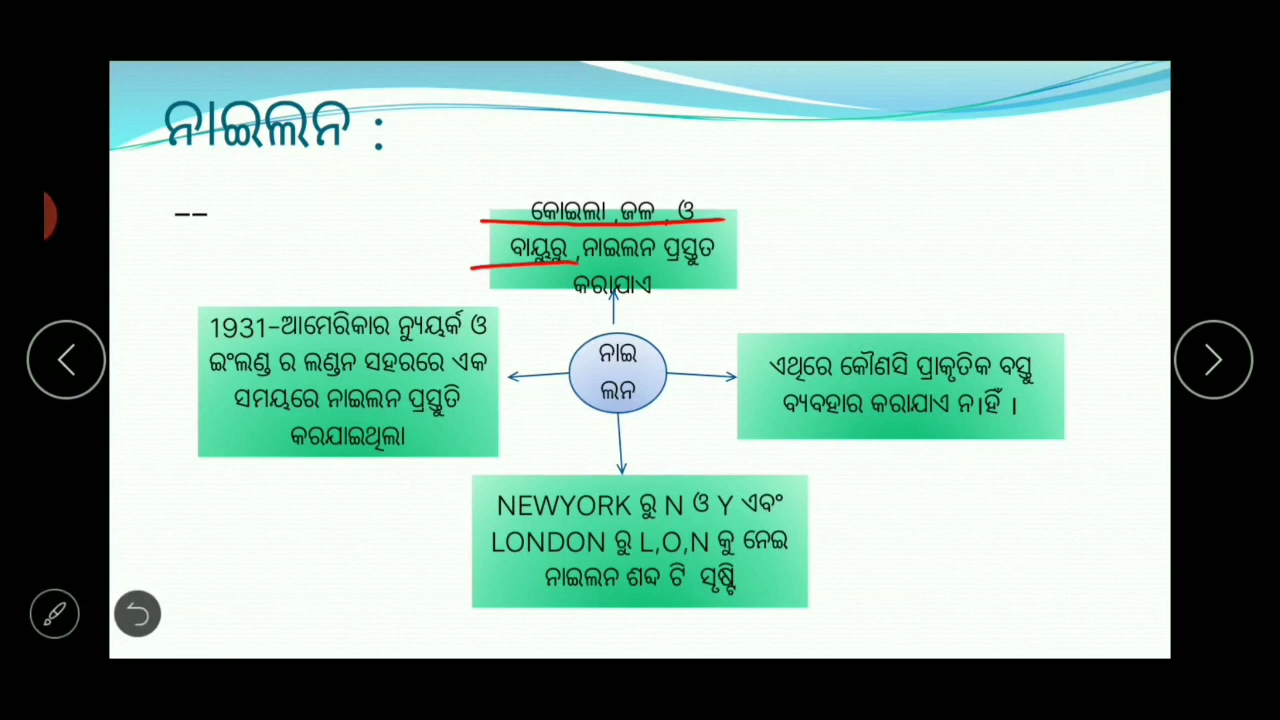 ନାଇଲନ :
--
କୋଇଲା ,ଜଳ , ଓ
ବାୟୁରୁ ,ନାଇଲନ ପ୍ରସ୍ତୁତ
କରାଯାଏ
1931-ଆମେରିକାର ନ୍ୟୁୟର୍କ ଓ
ଇଂଲଣ୍ଡ ର ଲଣ୍ଡନ ସହରରେ ଏକ
ସମୟରେ ନାଇଲନ ପ୍ରସ୍ତୁତି
କରଯାଇଥିଲା
ନାଇ
ଲନ
ଏଥିରେ କୌଣସି ପ୍ରାକୃତିକ ବସ୍ତୁ
ବ୍ୟବହାର କରାଯାଏ ନ।ହିଁ ।
NEWYORK ରୁ N ଓ Y ଏବଂ
LONDON ରୁ L,O,N କୁ ନେଇ
ନାଇଲନ ଶବ୍ଦ ଟି ସୃଷ୍ଟି